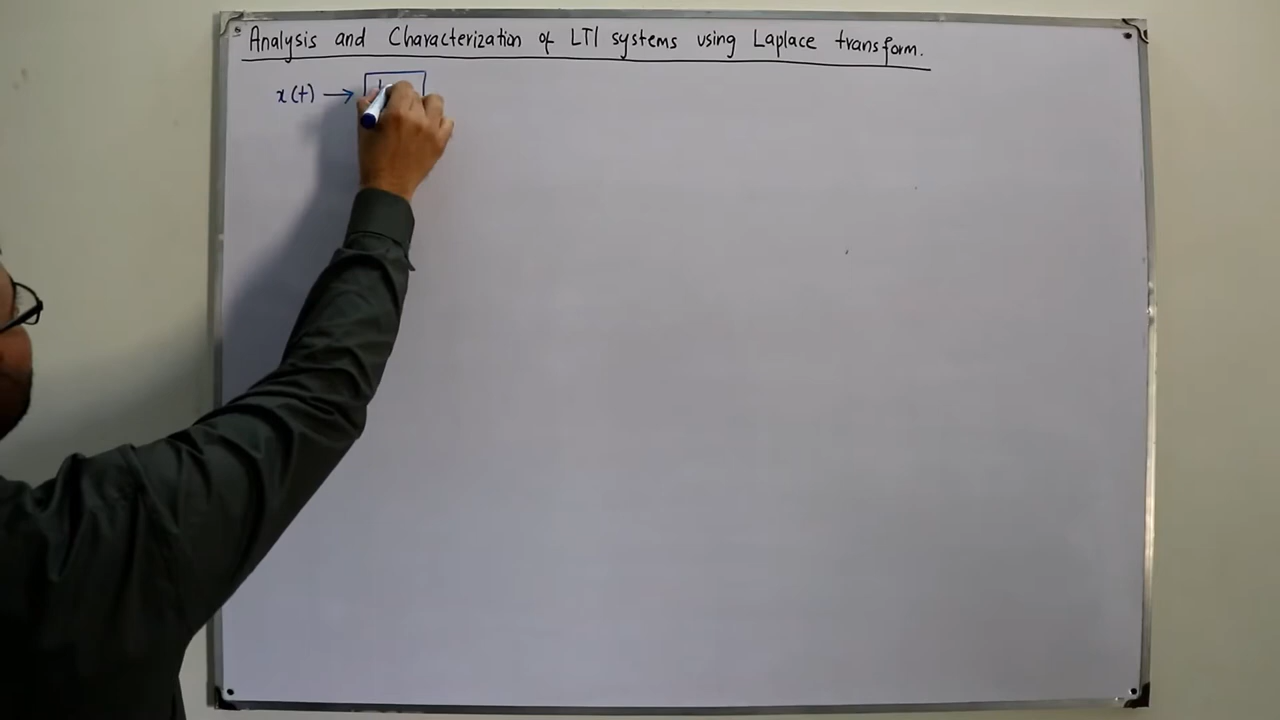 Analysis and Characterization of LTI systems using Laplace transform.
x(t) →